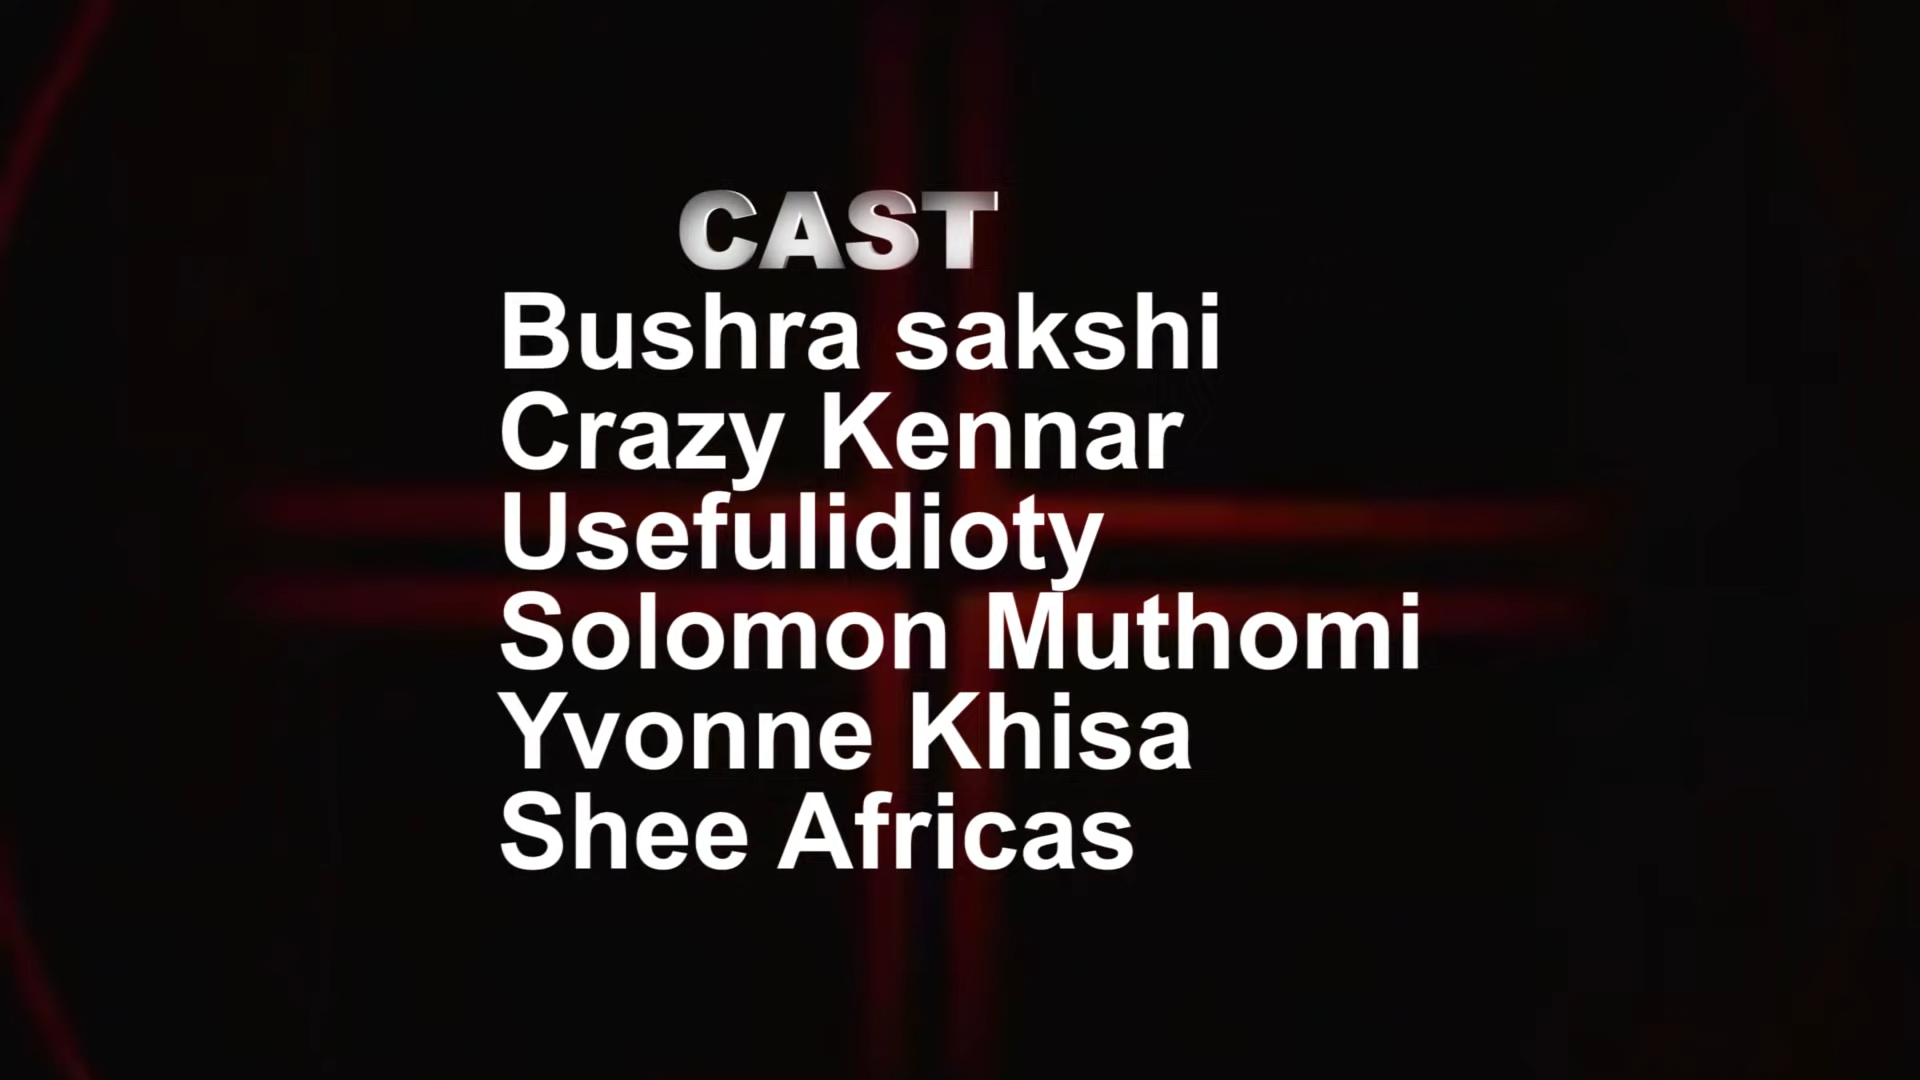 CAST
Bushra sakshi
Crazy Kennar
Usefulidioty
Solomon Muthomi
Yvonne Khisa
Shee Africas